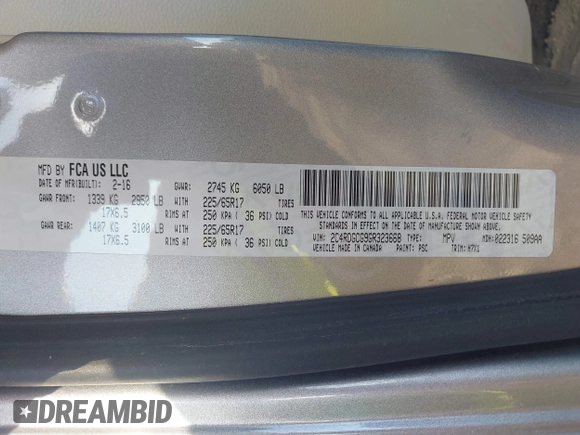 MFD BY FCA US LLC
DATE OF MFR(BUILT): 2-16 GVWR: 2745 KG 6050 LB
GAWR FRONT: 1339 KG 2950 LB 225/65R17 TIRES
17X6.5 RIMS AT 250 KPA ( 36 PSI) COLD
GAWR REAR: 1407 KG 3100 LB 225/65R17 TIRES
17X6.5 RIMS AT 250 KPA ( 36 PSI) COLD
THIS VEHICLE CONFORMS TO ALL APPLICABLE U.S.A. FEDERAL MOTOR VEHICLE SAFETY
STANDARDS IN EFFECT ON THE DATE OF MANUFACTURE SHOWN ABOVE.
VIN: 2C4RDGCG9GR323668 TYPE: MPV MDH: 022316 509AA
VEHICLE MADE IN CANADA PAINT: PSC TRIM: H7X1
DREAMBID